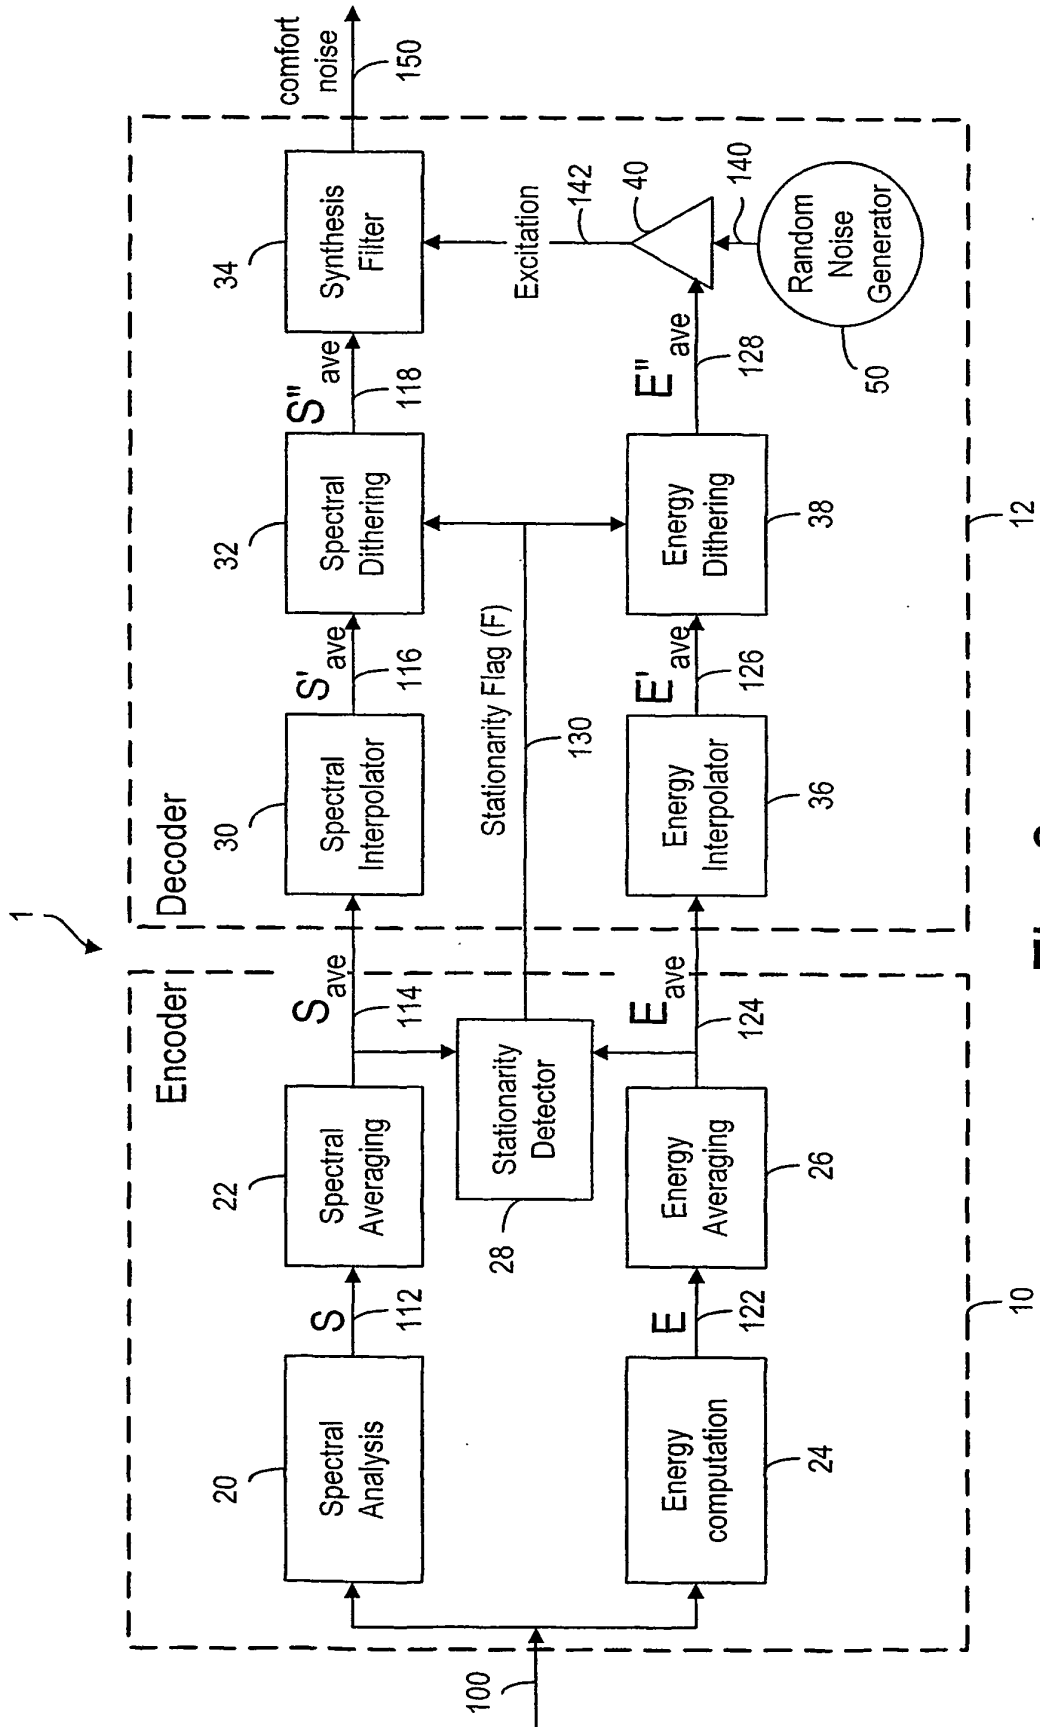 1
Encoder
Decoder
100
20
Spectral
Analysis
S
112
22
Spectral
Averaging
S ave
114
30
Spectral
Interpolator
S' ave
116
32
Spectral
Dithering
S" ave
118
34
Synthesis
Filter
comfort
noise
150
28
Stationarity
Detector
Stationarity Flag (F)
130
Excitation
142
24
Energy
computation
E
122
26
Energy
Averaging
E ave
124
36
Energy
Interpolator
E' ave
126
38
Energy
Dithering
E" ave
128
40
140
Random
Noise
Generator
50
10
12